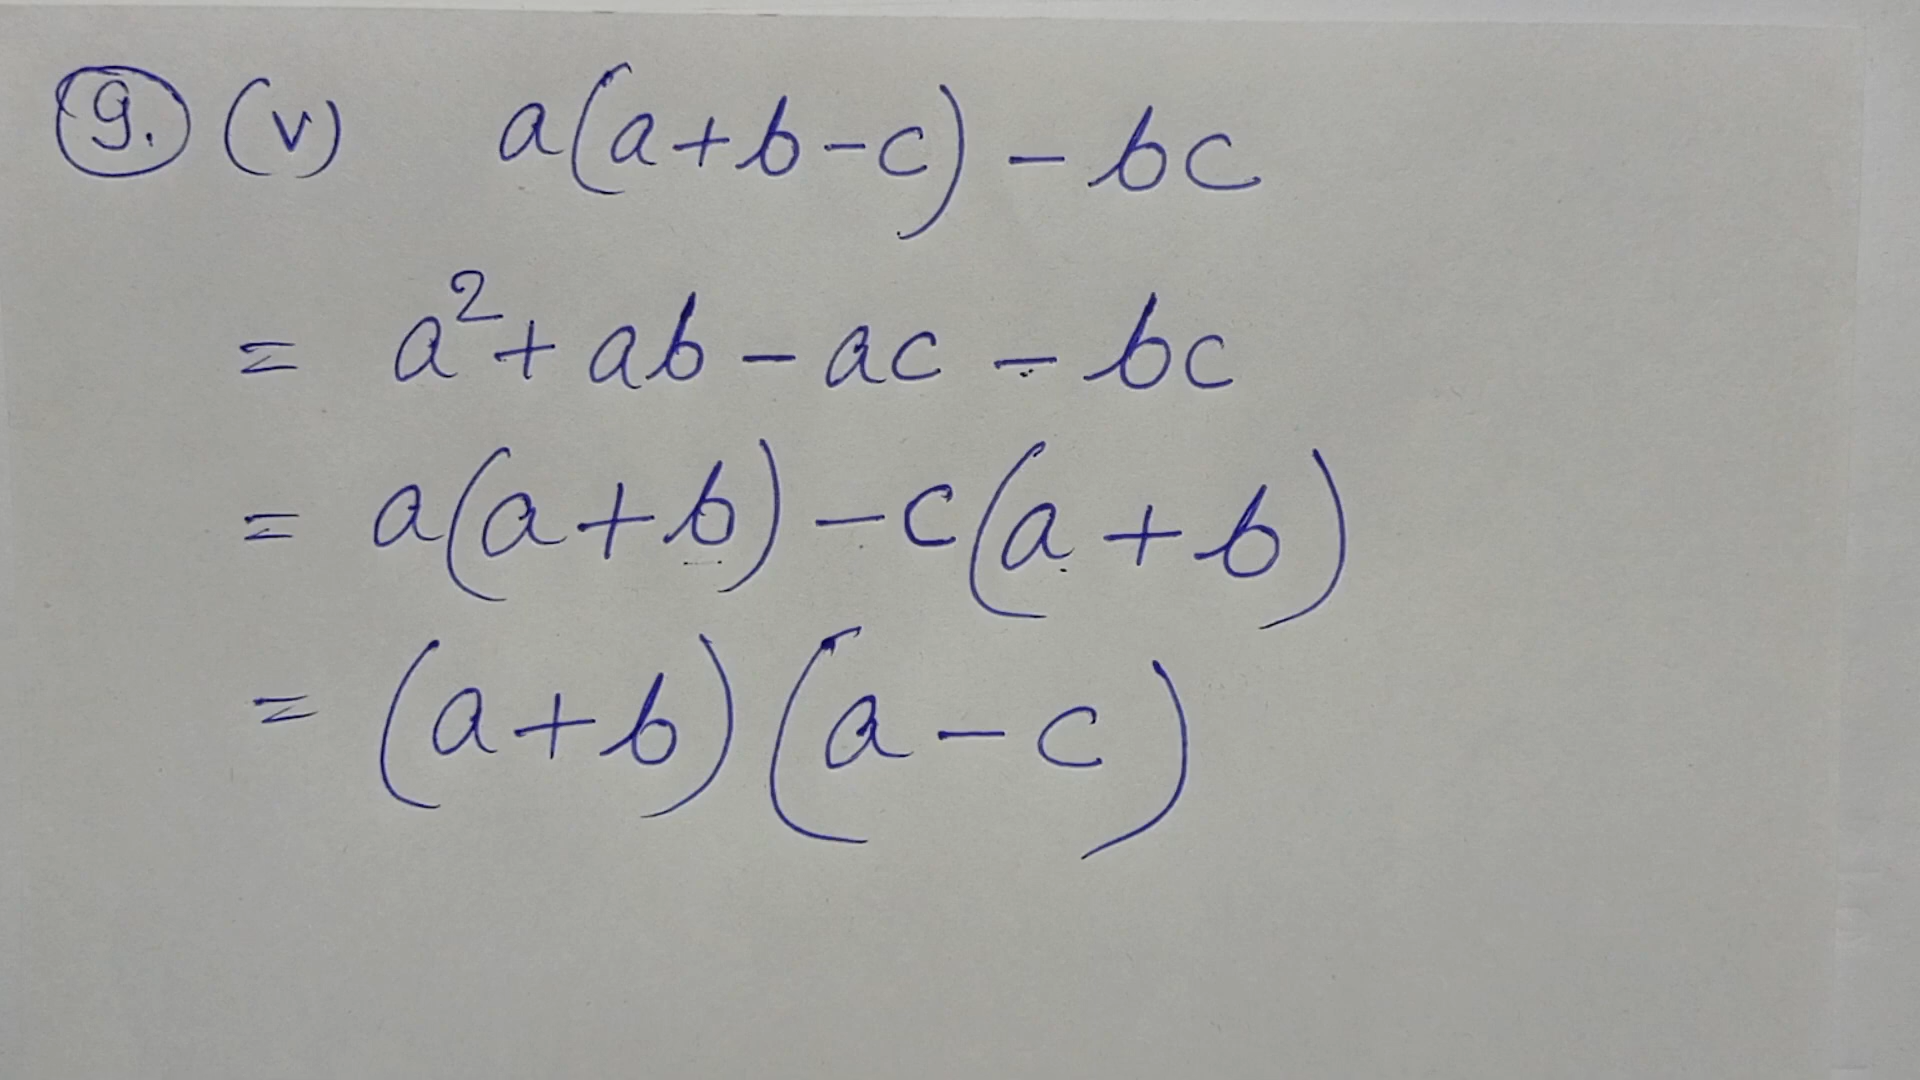 9. (v) a(a+b-c) - bc
= a²+ ab - ac - bc
= a(a+b) - c(a+b)
= (a+b)(a-c)